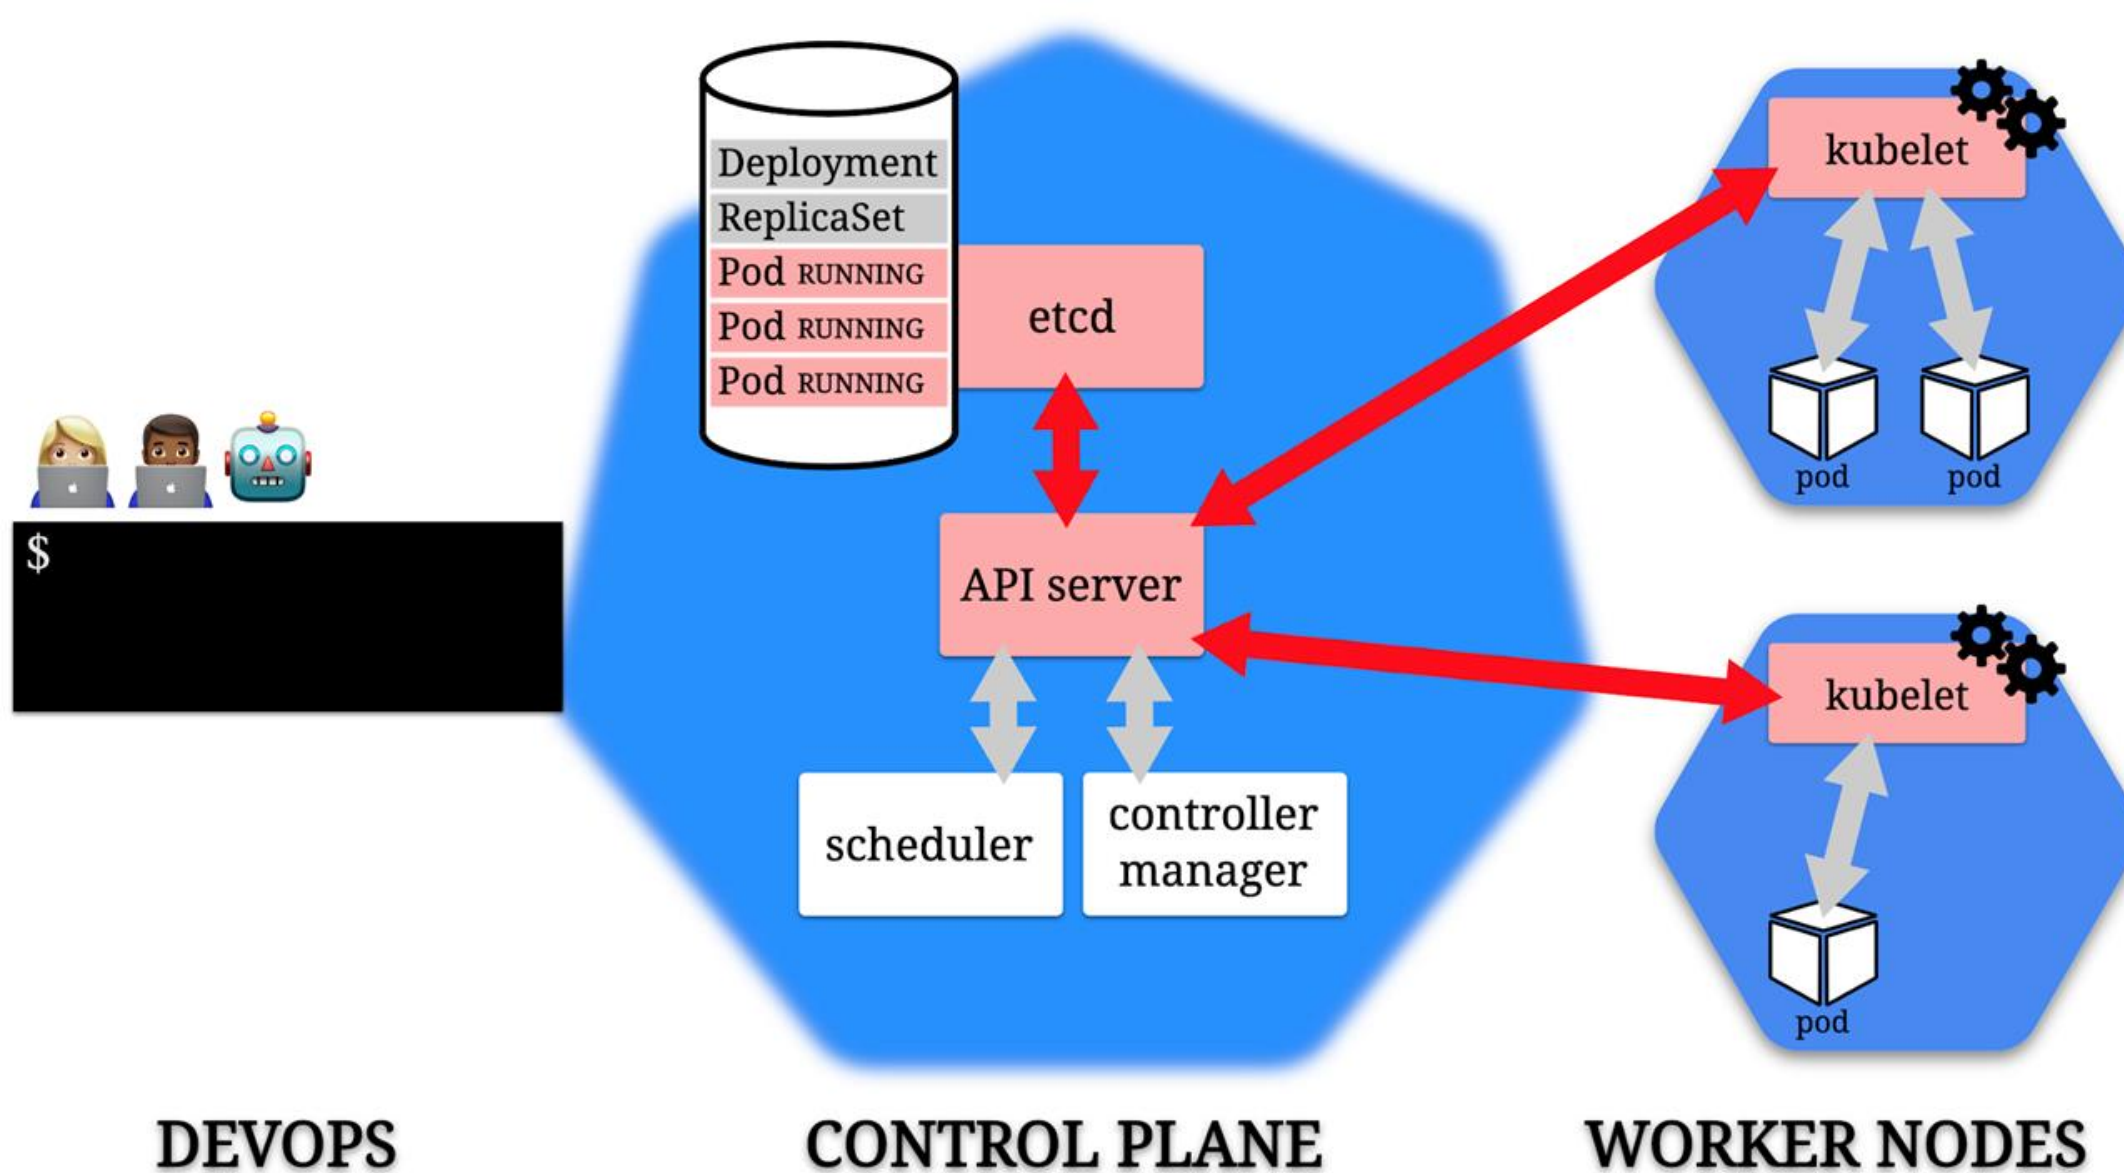 Deployment
ReplicaSet
Pod RUNNING
Pod RUNNING
Pod RUNNING
etcd
$
API server
scheduler
controller
manager
kubelet
pod pod
kubelet
pod
DEVOPS
CONTROL PLANE
WORKER NODES